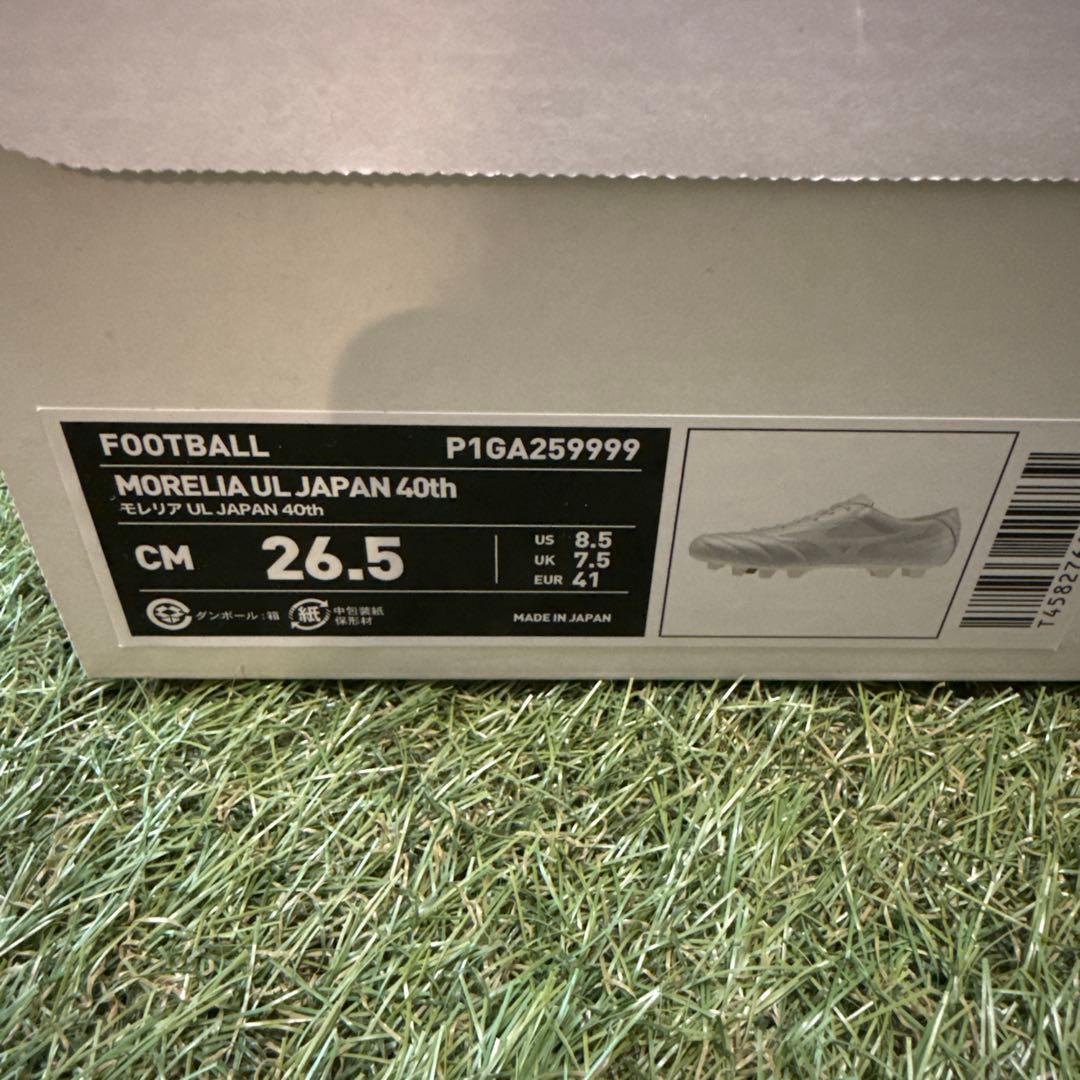 FOOTBALL P1GA259999
MORELIA UL JAPAN 40th
モレリア UL JAPAN 40th
CM 26.5
US 8.5
UK 7.5
EUR 41
ダンボール : 箱 紙 中包装紙
保形材
MADE IN JAPAN
T458276